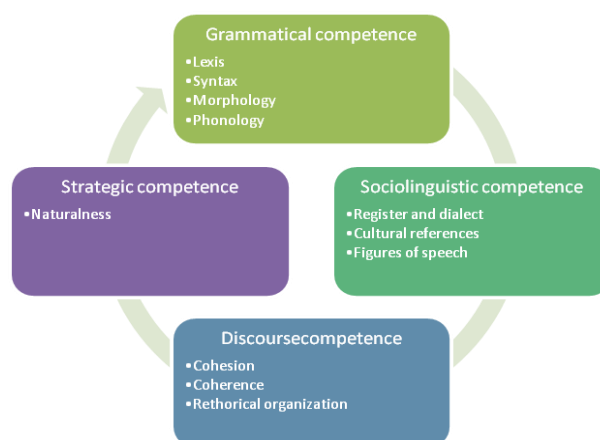 Grammatical competence
•Lexis
•Syntax
•Morphology
•Phonology
Strategic competence
•Naturalness
Sociolinguistic competence
•Register and dialect
•Cultural references
•Figures of speech
Discoursecompetence
•Cohesion
•Coherence
•Rethorical organization